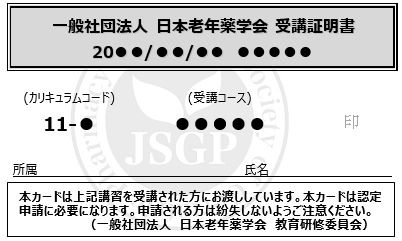 一般社団法人 日本老年薬学会 受講証明書
20●●/●●/●● ●●●●●
(カリキュラムコード) (受講コース)
11-● ●●●●● 印
JSGP
所属 氏名
本カードは上記講習を受講された方にお渡ししています。本カードは認定
申請に必要になります。申請される方は紛失しないようご注意ください。
(一般社団法人 日本老年薬学会 教育研修委員会)